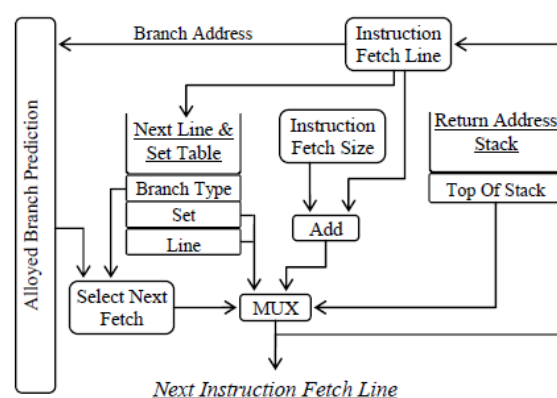 Branch Address
Instruction
Fetch Line
Alloyed Branch Prediction
Next Line &
Set Table
Instruction
Fetch Size
Return Address
Stack
Branch Type
Set
Line
Top Of Stack
Add
Select Next
Fetch
MUX
Next Instruction Fetch Line